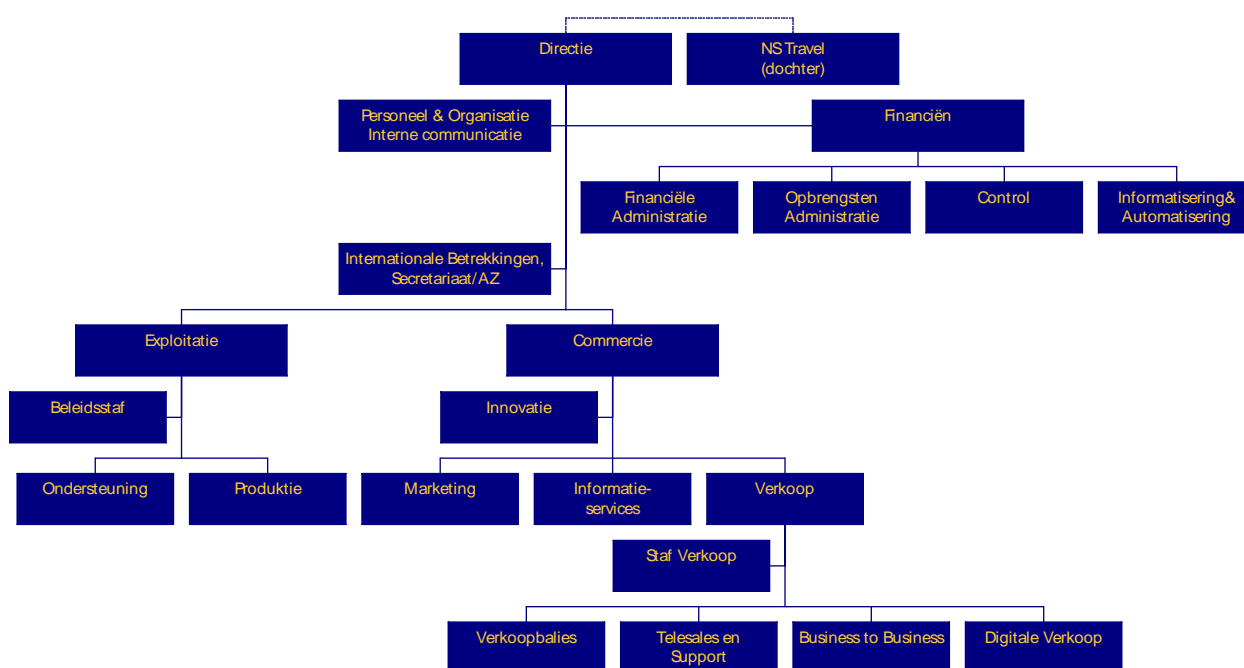 Directie
NS Travel
(dochter)
Personeel & Organisatie
Interne communicatie
Financiën
Financiële
Administratie
Opbrengsten
Administratie
Control
Informatisering&
Automatisering
Internationale Betrekkingen,
Secretariaat/AZ
Exploitatie
Commercie
Beleidsstaf
Innovatie
Ondersteuning
Produktie
Marketing
Informatie-
services
Verkoop
Staf Verkoop
Verkoopbalies
Telesales en
Support
Business to Business
Digitale Verkoop